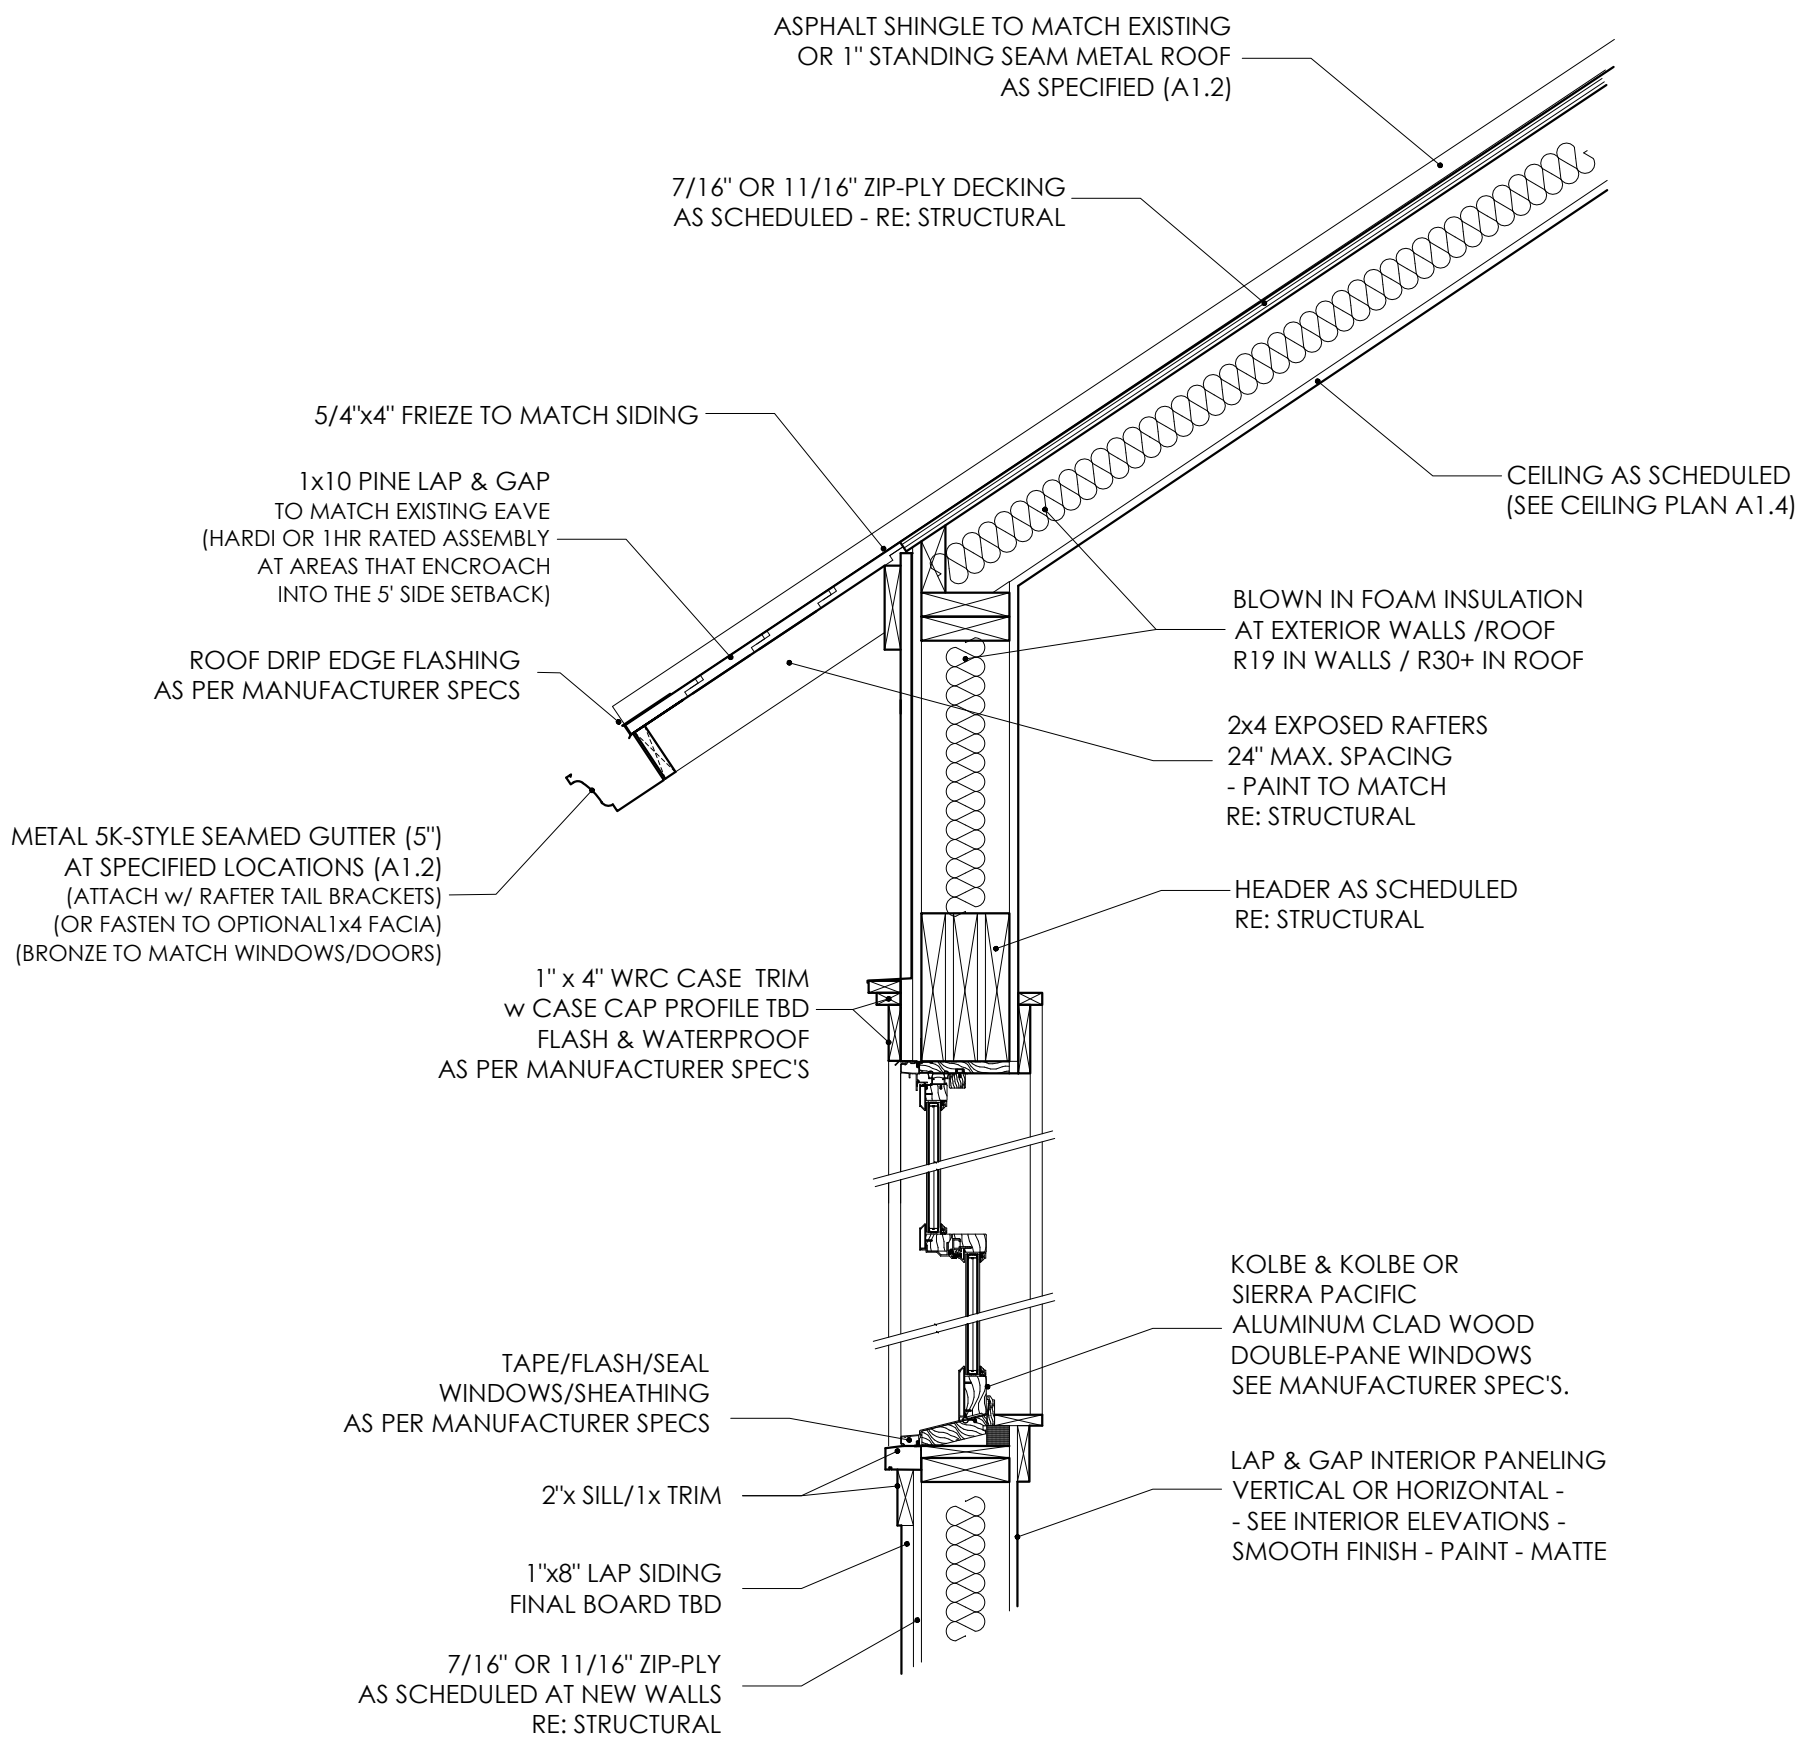 ASPHALT SHINGLE TO MATCH EXISTING
OR 1" STANDING SEAM METAL ROOF
AS SPECIFIED (A1.2)
7/16" OR 11/16" ZIP-PLY DECKING
AS SCHEDULED - RE: STRUCTURAL
5/4"x4" FRIEZE TO MATCH SIDING
1x10 PINE LAP & GAP
TO MATCH EXISTING EAVE
(HARDI OR 1HR RATED ASSEMBLY
AT AREAS THAT ENCROACH
INTO THE 5' SIDE SETBACK)
ROOF DRIP EDGE FLASHING
AS PER MANUFACTURER SPECS
METAL 5K-STYLE SEAMED GUTTER (5")
AT SPECIFIED LOCATIONS (A1.2)
(ATTACH w/ RAFTER TAIL BRACKETS)
(OR FASTEN TO OPTIONAL1x4 FACIA)
(BRONZE TO MATCH WINDOWS/DOORS)
1" x 4" WRC CASE TRIM
w CASE CAP PROFILE TBD
FLASH & WATERPROOF
AS PER MANUFACTURER SPEC'S
TAPE/FLASH/SEAL
WINDOWS/SHEATHING
AS PER MANUFACTURER SPECS
2"x SILL/1x TRIM
1"x8" LAP SIDING
FINAL BOARD TBD
7/16" OR 11/16" ZIP-PLY
AS SCHEDULED AT NEW WALLS
RE: STRUCTURAL
CEILING AS SCHEDULED
(SEE CEILING PLAN A1.4)
BLOWN IN FOAM INSULATION
AT EXTERIOR WALLS /ROOF
R19 IN WALLS / R30+ IN ROOF
2x4 EXPOSED RAFTERS
24" MAX. SPACING
- PAINT TO MATCH
RE: STRUCTURAL
HEADER AS SCHEDULED
RE: STRUCTURAL
KOLBE & KOLBE OR
SIERRA PACIFIC
ALUMINUM CLAD WOOD
DOUBLE-PANE WINDOWS
SEE MANUFACTURER SPEC'S.
LAP & GAP INTERIOR PANELING
VERTICAL OR HORIZONTAL -
- SEE INTERIOR ELEVATIONS -
SMOOTH FINISH - PAINT - MATTE